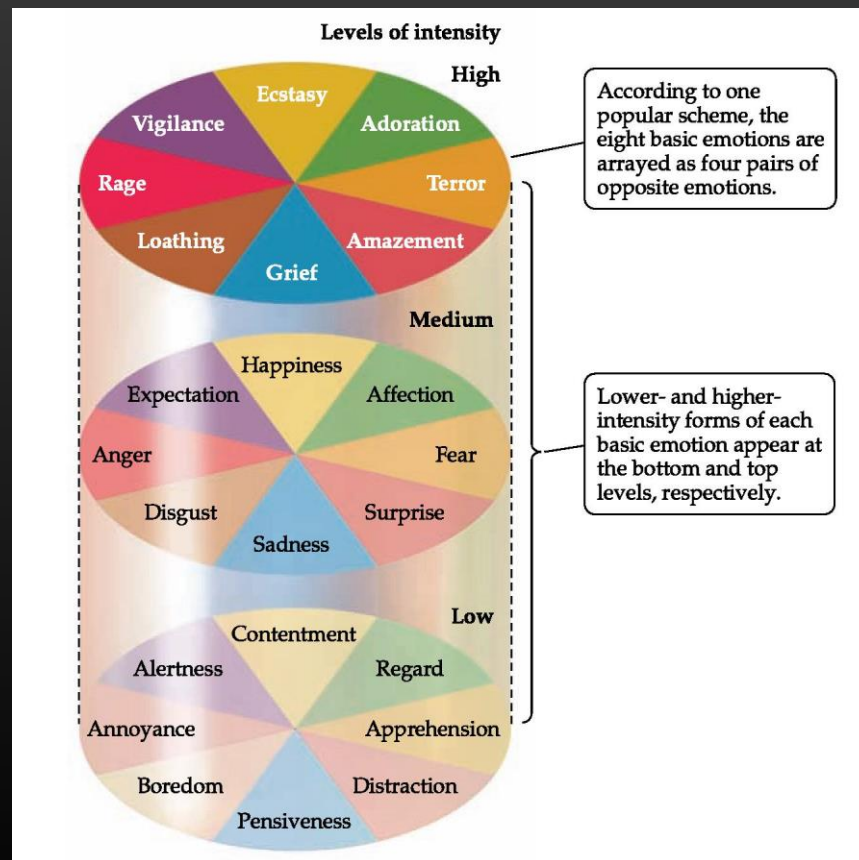 Levels of intensity
High
Ecstasy
Vigilance
Adoration
Rage
Terror
Loathing
Amazement
Grief
According to one
popular scheme, the
eight basic emotions are
arrayed as four pairs of
opposite emotions.
Medium
Happiness
Expectation
Affection
Anger
Fear
Disgust
Surprise
Sadness
Lower- and higher-
intensity forms of each
basic emotion appear at
the bottom and top
levels, respectively.
Low
Contentment
Alertness
Regard
Annoyance
Apprehension
Boredom
Distraction
Pensiveness